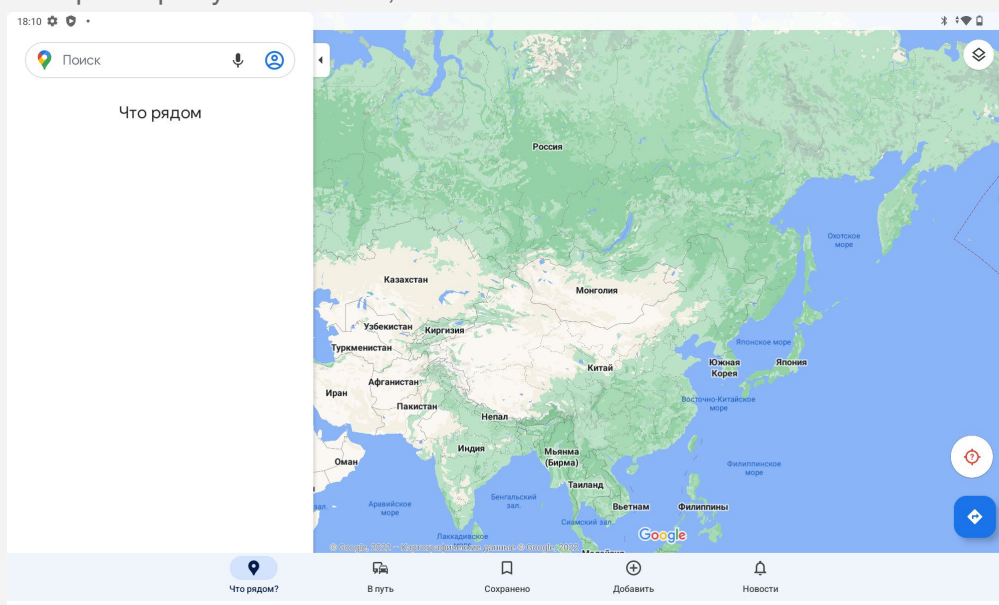 18:10
Поиск
Что рядом
Россия
Охотское
море
Казахстан
Монголия
Узбекистан
Киргизия
Туркменистан
Японское море
Южная
Корея
Япония
Китай
Афганистан
Иран
Пакистан
Восточно-Китайское
море
Непал
Индия
Мьянма
(Бирма)
Оман
Филиппинское
море
Таиланд
Бенгальский
зал.
Аравийское
море
Вьетнам
Филиппины
Сиамский зал.
Лаккадивское
море
Google
Что рядом?
В путь
Сохранено
Добавить
Новости